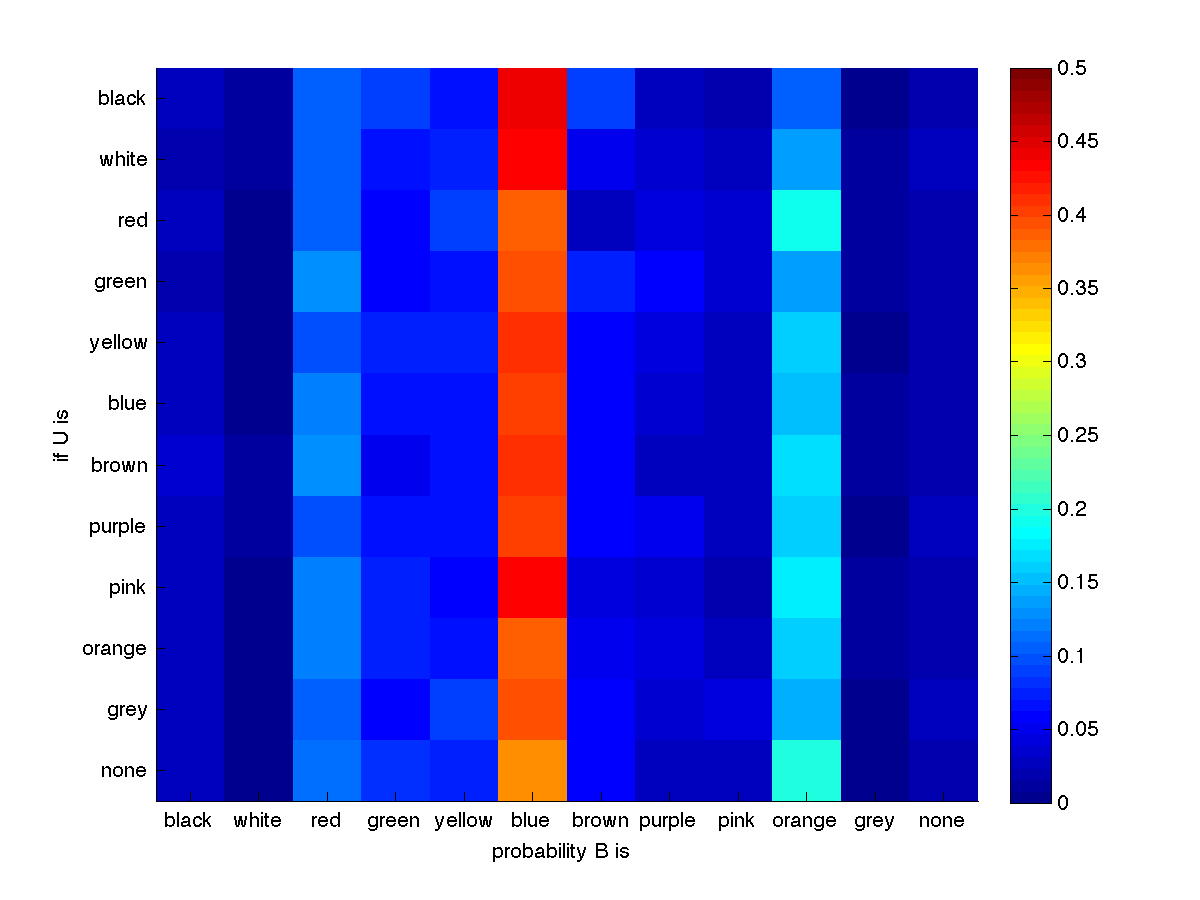 black
white
red
green
yellow
blue
brown
purple
pink
orange
grey
none
if U is
black white red green yellow blue brown purple pink orange grey none
probability B is
0.5
0.45
0.4
0.35
0.3
0.25
0.2
0.15
0.1
0.05
0